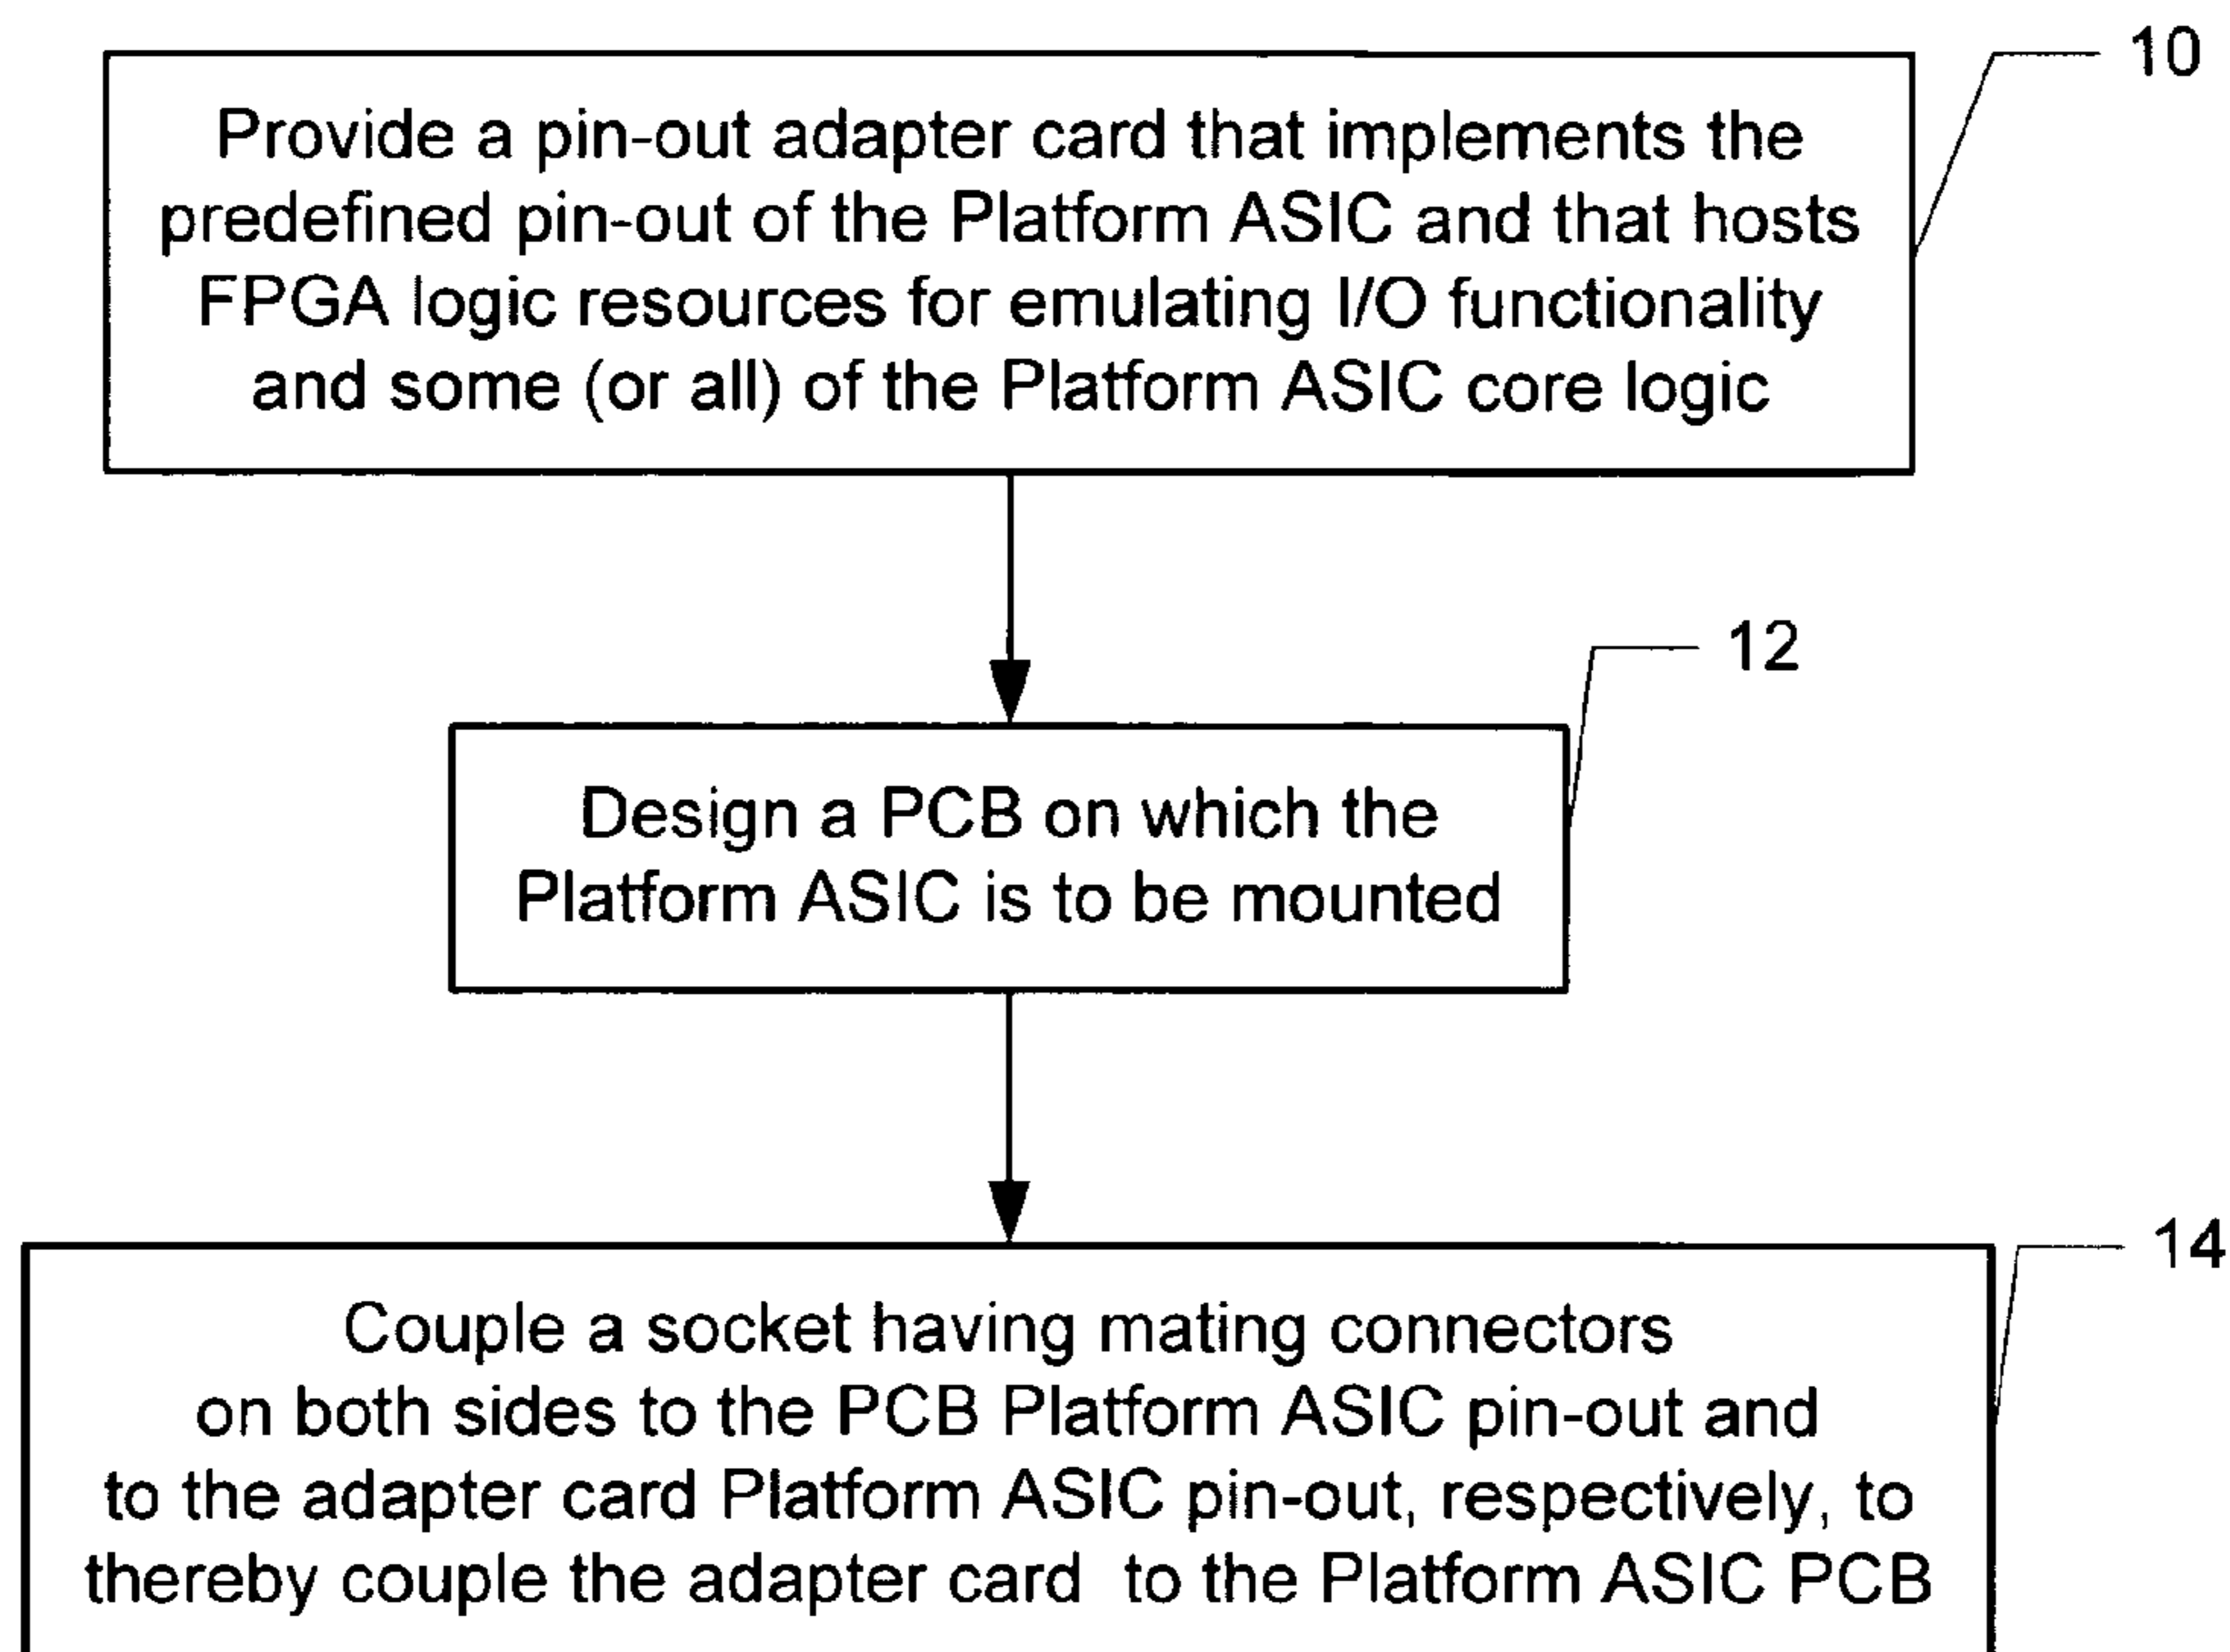 10
Provide a pin-out adapter card that implements the
predefined pin-out of the Platform ASIC and that hosts
FPGA logic resources for emulating I/O functionality
and some (or all) of the Platform ASIC core logic
12
Design a PCB on which the
Platform ASIC is to be mounted
14
Couple a socket having mating connectors
on both sides to the PCB Platform ASIC pin-out and
to the adapter card Platform ASIC pin-out, respectively, to
thereby couple the adapter card to the Platform ASIC PCB